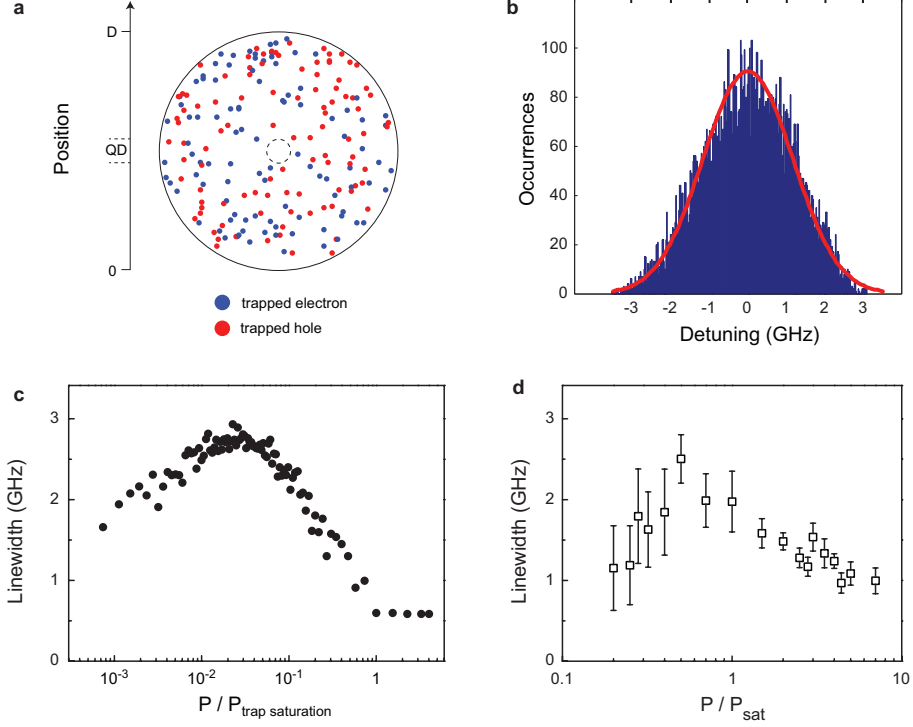 a
D
Position
QD
0
trapped electron
trapped hole
b
100
80
60
40
20
0
Occurrences
-3 -2 -1 0 1 2 3
Detuning (GHz)
c
3
2
1
0
Linewidth (GHz)
10-3 10-2 10-1 1
P / Ptrap saturation
d
3
2
1
0
Linewidth (GHz)
0.1 1 10
P / Psat